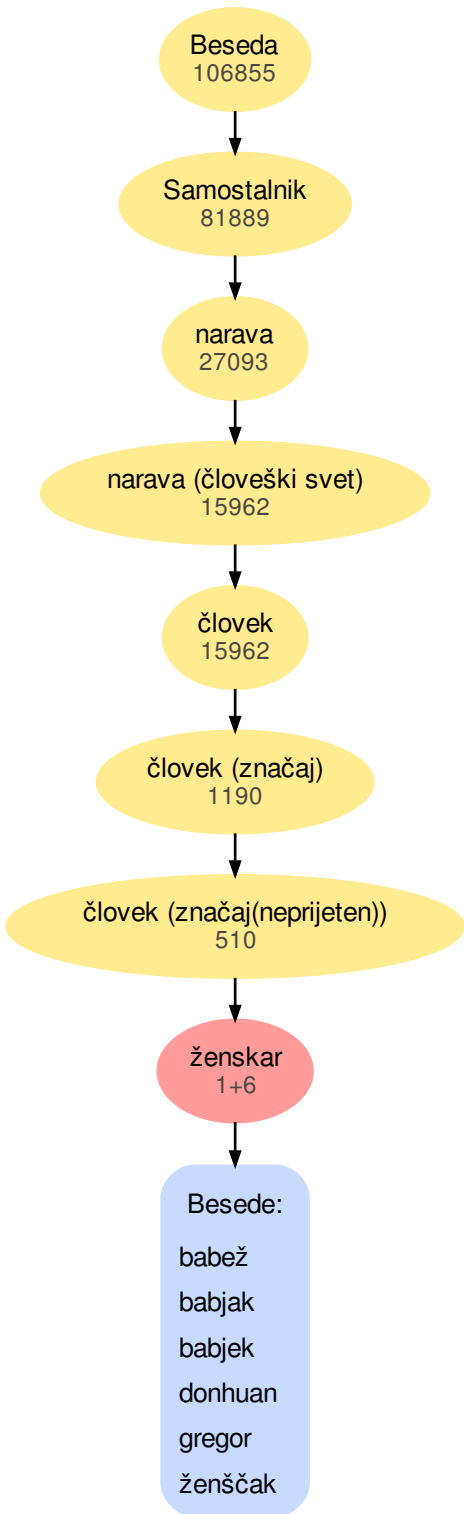 Beseda
106855
Samostalnik
81889
narava
27093
narava (človeški svet)
15962
človek
15962
človek (značaj)
1190
človek (značaj(neprijeten))
510
ženskar
1+6
Besede:
babež
babjak
babjek
donhuan
gregor
ženščak